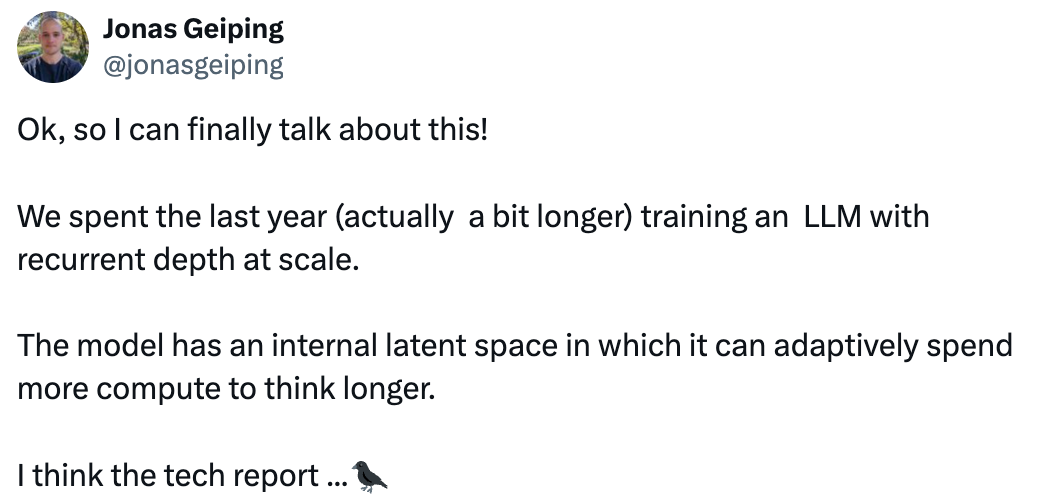 Jonas Geiping
@jonasgeiping
Ok, so I can finally talk about this!
We spent the last year (actually  a bit longer) training an  LLM with
recurrent depth at scale.
The model has an internal latent space in which it can adaptively spend
more compute to think longer.
I think the tech report ...🐦‍⬛